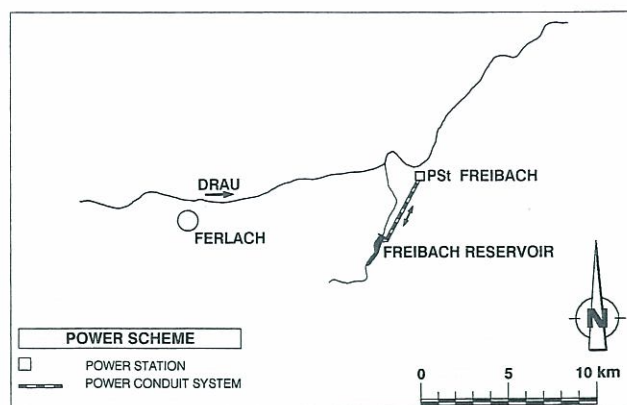 DRAU
PSt FREIBACH
FERLACH
FREIBACH RESERVOIR
POWER SCHEME
POWER STATION
POWER CONDUIT SYSTEM
N
0 5 10 km